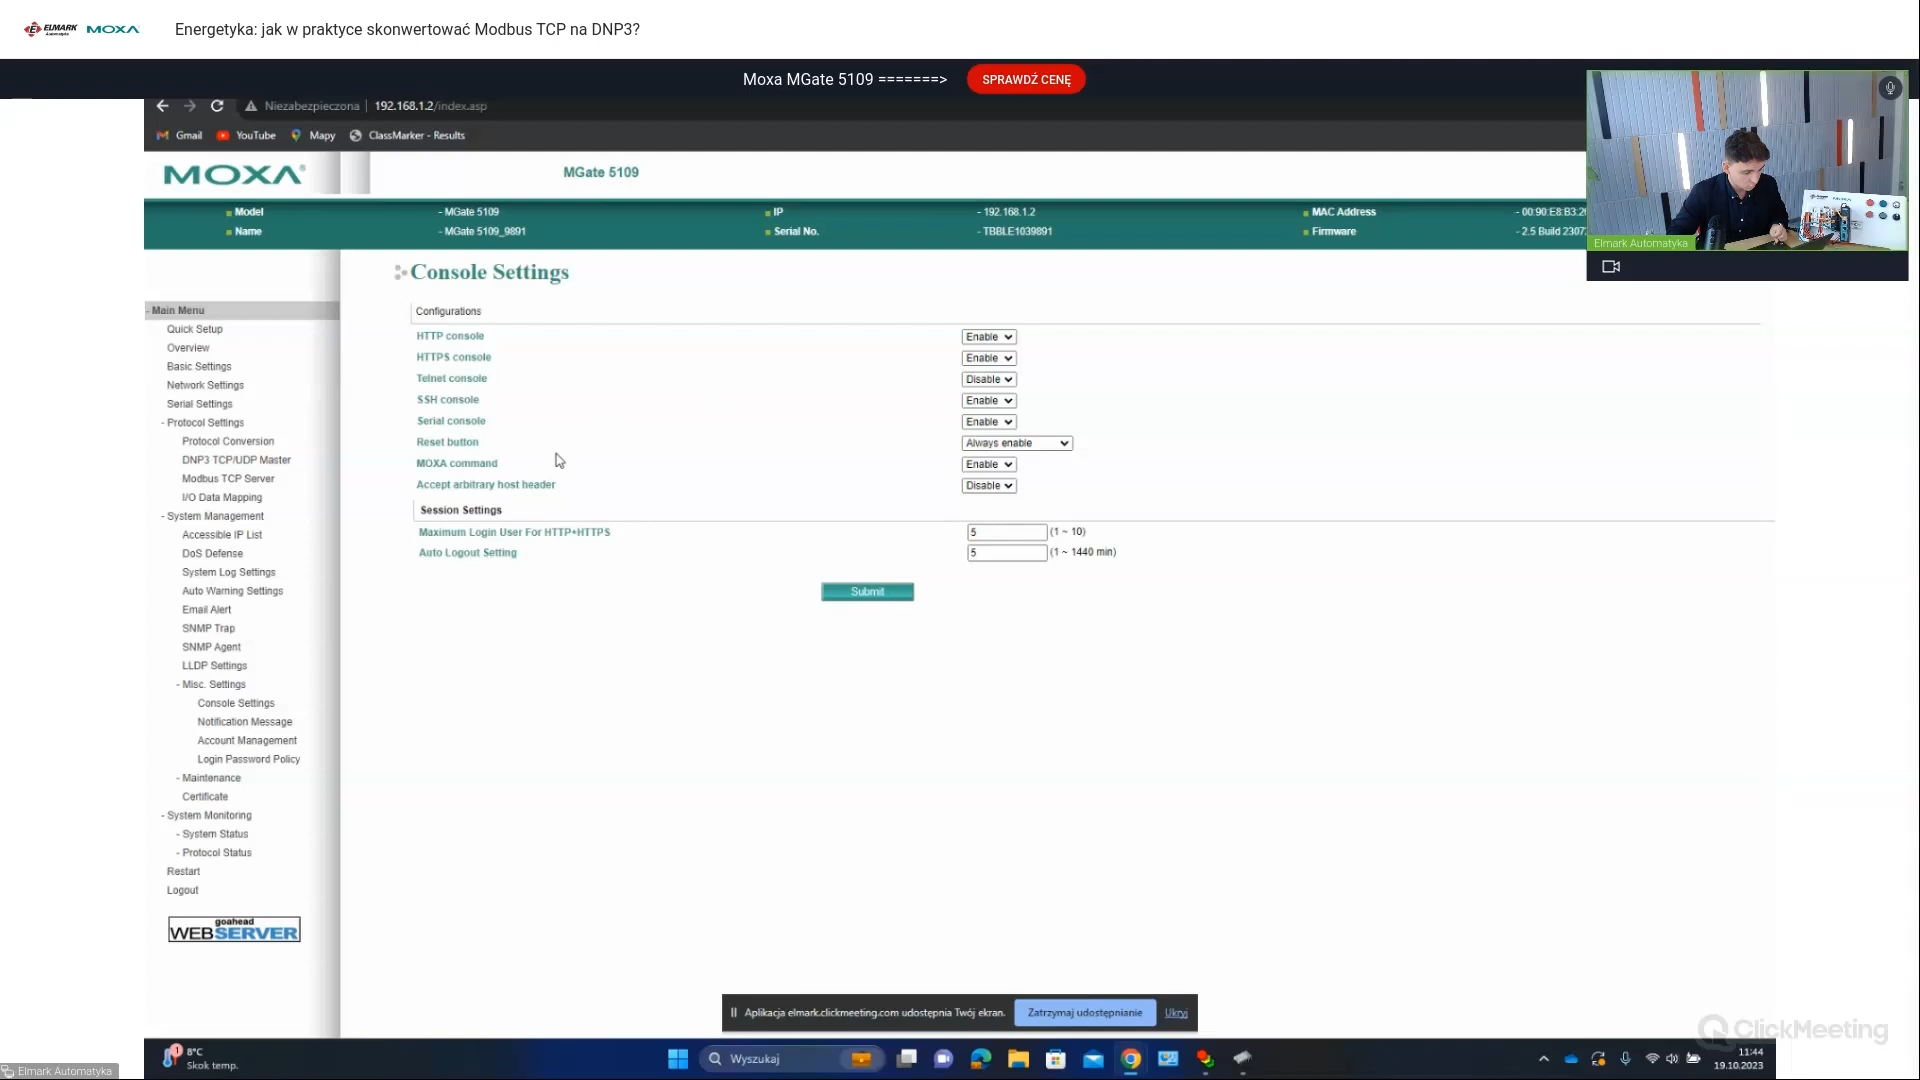 ELMARK Automatyka MOXA Energetyka: jak w praktyce skonwertować Modbus TCP na DNP3?
Moxa MGate 5109 =======> SPRAWDŹ CENĘ
Niezabezpieczona | 192.168.1.2/index.asp
Gmail YouTube Mapy ClassMarker - Results
MOXA MGate 5109
Model - MGate 5109 IP - 192.168.1.2 MAC Address - 00:90:E8:B3:2
Name - MGate 5109_9891 Serial No. - TBBLE1039891 Firmware - 2.5 Build 2307
Elmark Automatyka
Console Settings
Configurations
HTTP console Enable
HTTPS console Enable
Telnet console Disable
SSH console Enable
Serial console Enable
Reset button Always enable
MOXA command Enable
Accept arbitrary host header Disable
Session Settings
Maximum Login User For HTTP+HTTPS 5 (1 ~ 10)
Auto Logout Setting 5 (1 ~ 1440 min)
Submit
- Main Menu
Quick Setup
Overview
Basic Settings
Network Settings
Serial Settings
- Protocol Settings
Protocol Conversion
DNP3 TCP/UDP Master
Modbus TCP Server
I/O Data Mapping
- System Management
Accessible IP List
DoS Defense
System Log Settings
Auto Warning Settings
Email Alert
SNMP Trap
SNMP Agent
LLDP Settings
- Misc. Settings
Console Settings
Notification Message
Account Management
Login Password Policy
- Maintenance
Certificate
- System Monitoring
- System Status
- Protocol Status
Restart
Logout
goahead
WEBSERVER
Aplikacja elmark.clickmeeting.com udostępnia Twój ekran. Zatrzymaj udostępnianie Ukryj
ClickMeeting
1 8°C
Skok temp.
Wyszukaj
11:44
19.10.2023
Elmark Automatyka